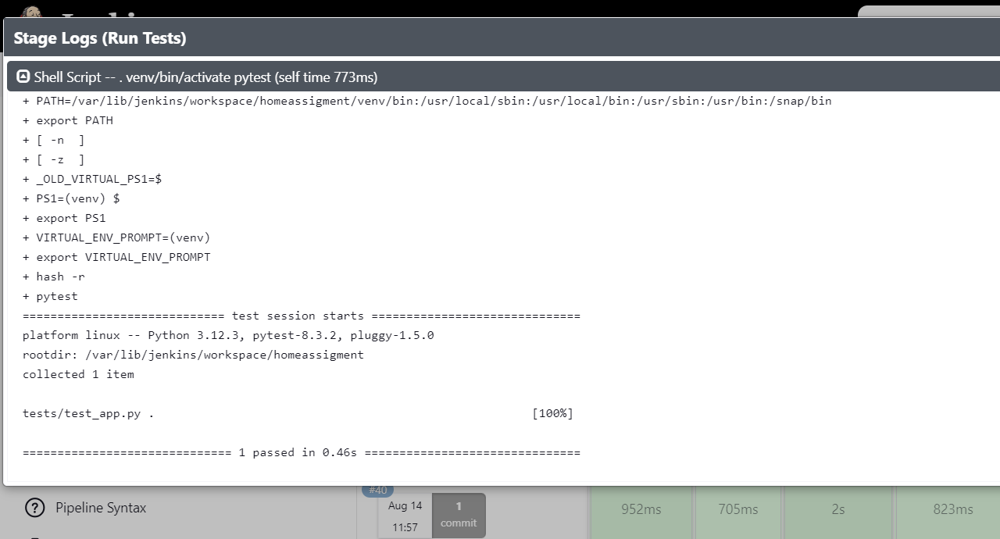 Stage Logs (Run Tests)
Shell Script -- . venv/bin/activate pytest (self time 773ms)
+ PATH=/var/lib/jenkins/workspace/homeassigment/venv/bin:/usr/local/sbin:/usr/local/bin:/usr/sbin:/usr/bin:/snap/bin
+ export PATH
+ [ -n  ]
+ [ -z  ]
+ _OLD_VIRTUAL_PS1=$
+ PS1=(venv) $
+ export PS1
+ VIRTUAL_ENV_PROMPT=(venv)
+ export VIRTUAL_ENV_PROMPT
+ hash -r
+ pytest
============================= test session starts ==============================
platform linux -- Python 3.12.3, pytest-8.3.2, pluggy-1.5.0
rootdir: /var/lib/jenkins/workspace/homeassigment
collected 1 item
tests/test_app.py . [100%]
============================== 1 passed in 0.46s ===============================
#40
Pipeline Syntax
Aug 14
11:57
1
commit
952ms
705ms
2s
823ms